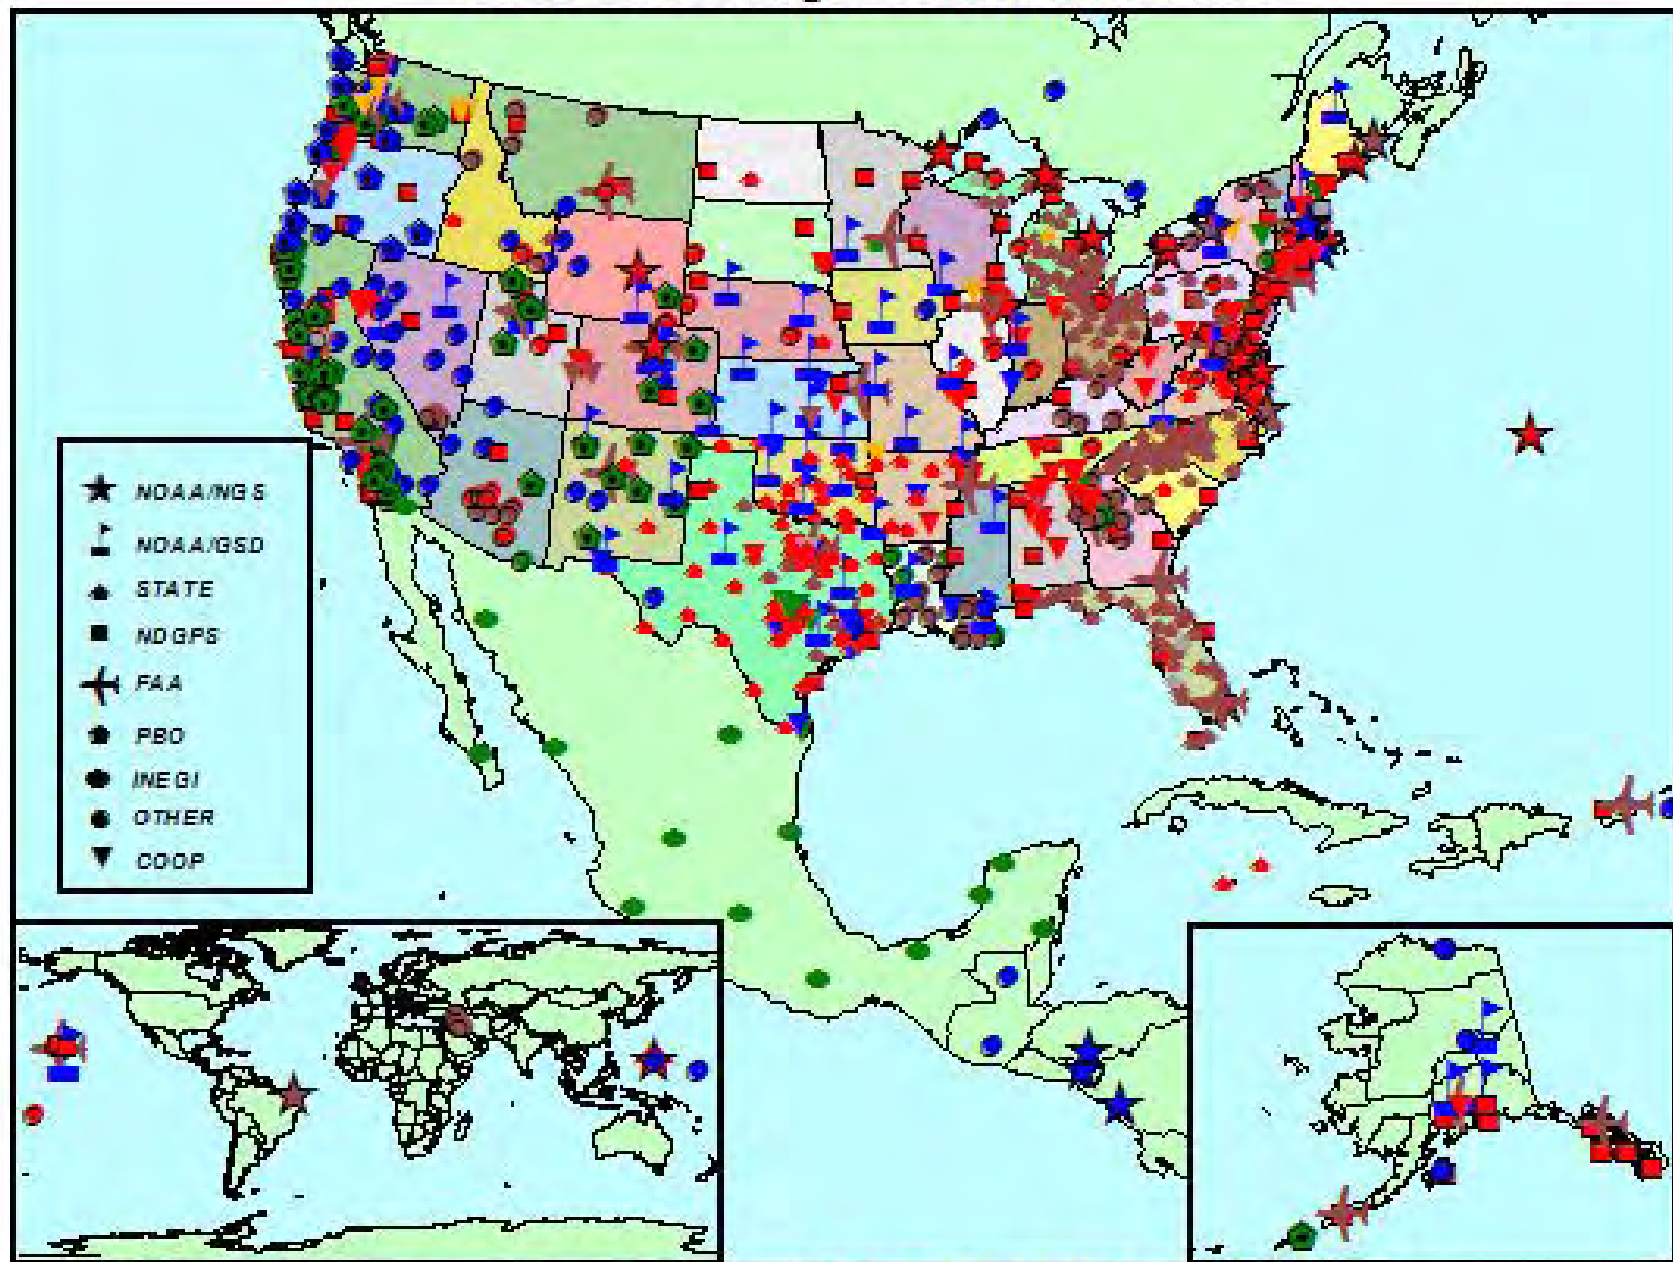 NOAA/NGS
NOAA/GSD
STATE
NDGPS
FAA
PBO
INEGI
OTHER
COOP